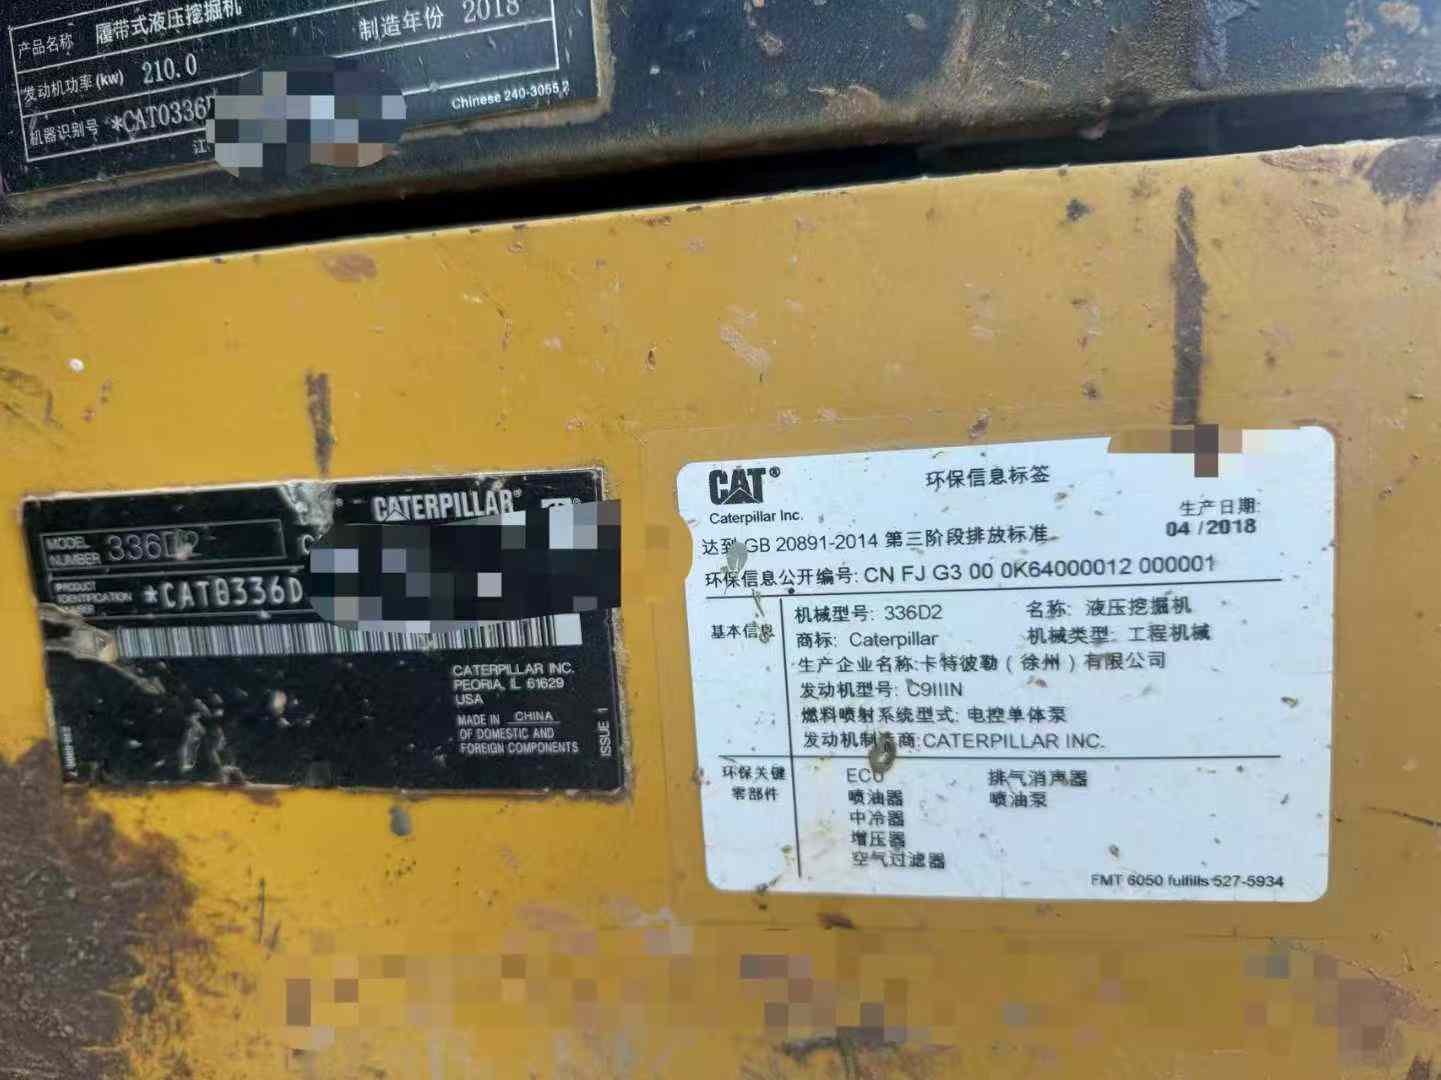 产品名称 履带式液压挖掘机 制造年份 2018
发动机功率(kw) 210.0
机器识别号 *CAT0336
Chinese 240-3055 2
江
CATERPILLAR®
MODEL NUMBER 336D2
PRODUCT IDENTIFICATION NUMBER *CAT0336D
CATERPILLAR INC.
PEORIA, IL 61629
USA
MADE IN CHINA
OF DOMESTIC AND
FOREIGN COMPONENTS
ISSUE 1
CAT®
Caterpillar Inc.
环保信息标签
生产日期:
04 /2018
达到 GB 20891-2014 第三阶段排放标准
环保信息公开编号: CN FJ G3 00 0K64000012 000001
基本信息
机械型号: 336D2 名称: 液压挖掘机
商标: Caterpillar 机械类型: 工程机械
生产企业名称:卡特彼勒(徐州)有限公司
发动机型号: C9IIIN
燃料喷射系统型式: 电控单体泵
发动机制造商:CATERPILLAR INC.
环保关键
零部件
ECU 排气消声器
喷油器 喷油泵
中冷器
增压器
空气过滤器
FMT 6050 fulfills 527-5934